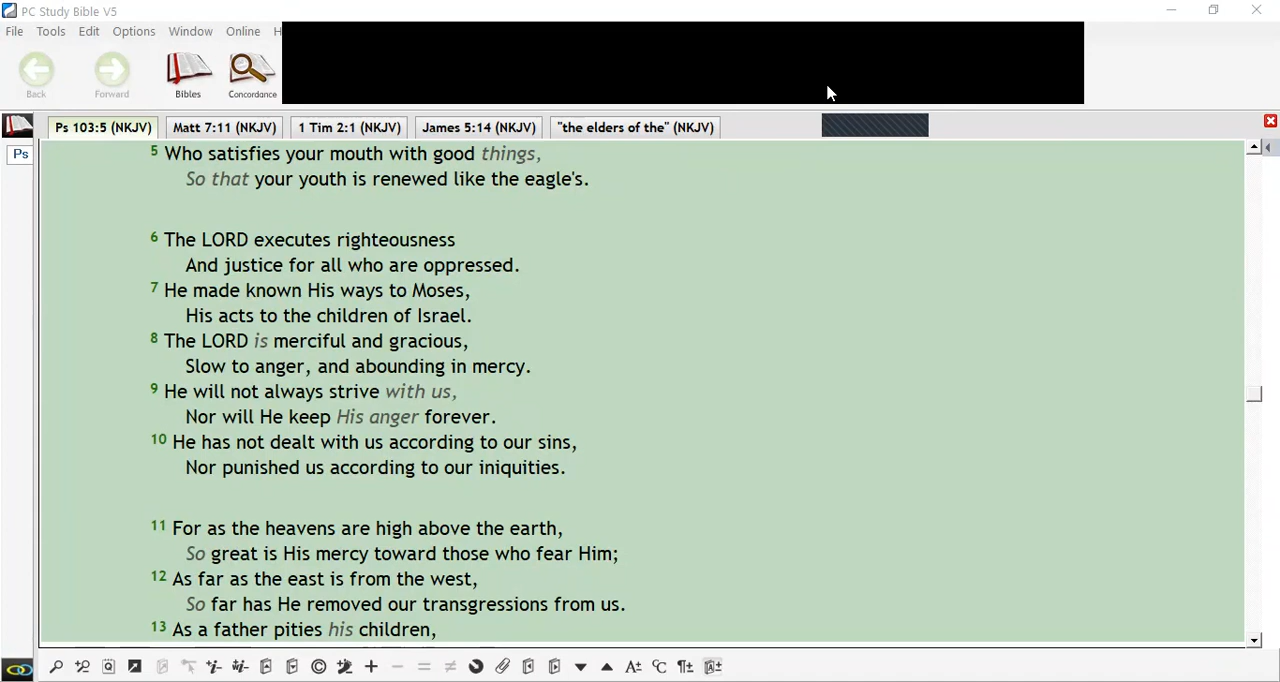 PC Study Bible V5
File Tools Edit Options Window Online H
Back Forward Bibles Concordance
Ps 103:5 (NKJV) Matt 7:11 (NKJV) 1 Tim 2:1 (NKJV) James 5:14 (NKJV) "the elders of the" (NKJV)
Ps
5 Who satisfies your mouth with good things,
So that your youth is renewed like the eagle's.
6 The LORD executes righteousness
And justice for all who are oppressed.
7 He made known His ways to Moses,
His acts to the children of Israel.
8 The LORD is merciful and gracious,
Slow to anger, and abounding in mercy.
9 He will not always strive with us,
Nor will He keep His anger forever.
10 He has not dealt with us according to our sins,
Nor punished us according to our iniquities.
11 For as the heavens are high above the earth,
So great is His mercy toward those who fear Him;
12 As far as the east is from the west,
So far has He removed our transgressions from us.
13 As a father pities his children,